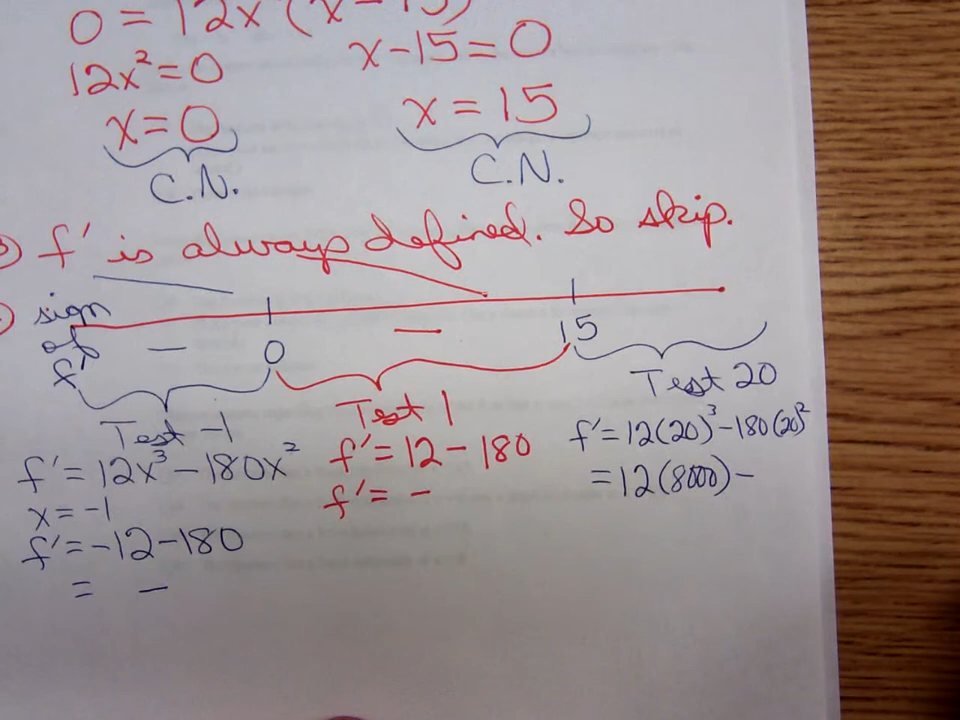 0 = 12x (x-15)
12x² = 0
x - 15 = 0
x = 0
x = 15
C.N.
C.N.
3) f' is always defined. So skip.
sign of f'
— 0 — 15
Test -1
f' = 12x³ - 180x²
x = -1
f' = -12 - 180
= -
Test 1
f' = 12 - 180
f' = -
Test 20
f' = 12(20)³ - 180(20)²
= 12(8000) -